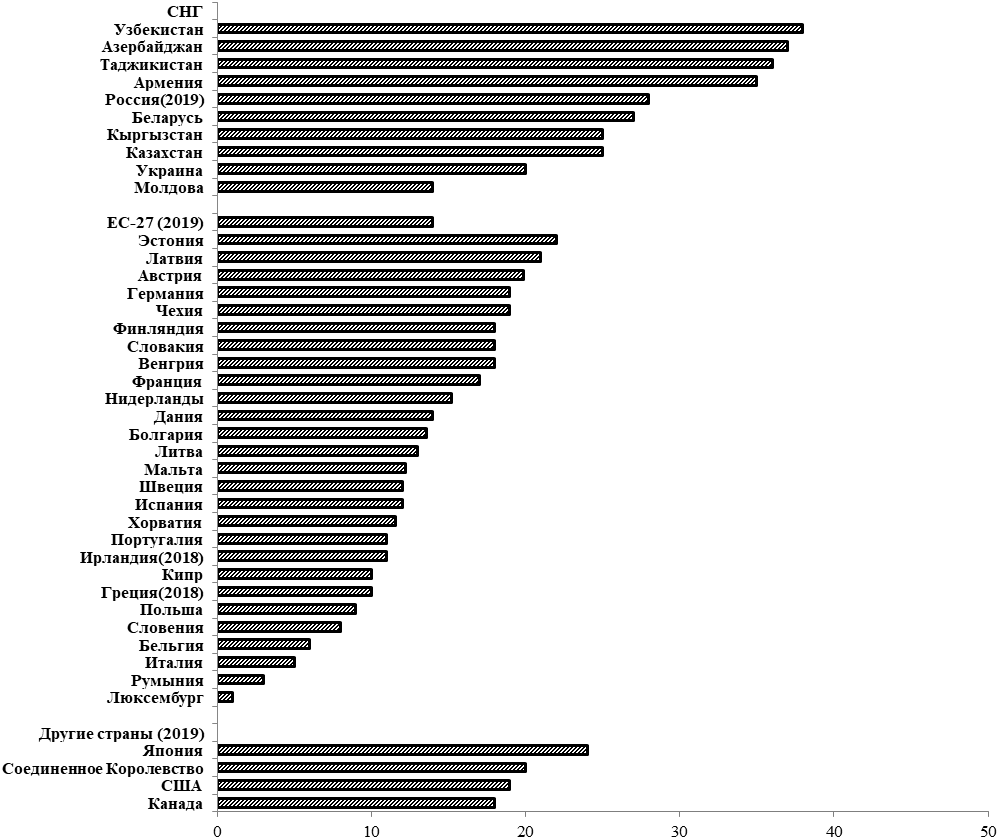 СНГ
Узбекистан
Азербайджан
Таджикистан
Армения
Россия(2019)
Беларусь
Кыргызстан
Казахстан
Украина
Молдова
ЕС-27 (2019)
Эстония
Латвия
Австрия
Германия
Чехия
Финляндия
Словакия
Венгрия
Франция
Нидерланды
Дания
Болгария
Литва
Мальта
Швеция
Испания
Хорватия
Португалия
Ирландия(2018)
Кипр
Греция(2018)
Польша
Словения
Бельгия
Италия
Румыния
Люксембург
Другие страны (2019)
Япония
Соединенное Королевство
США
Канада
0 10 20 30 40 50